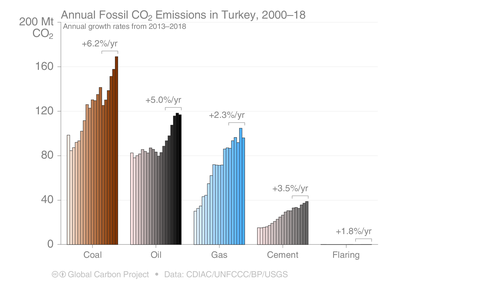 Annual Fossil CO₂ Emissions in Turkey, 2000–18
Annual growth rates from 2013–2018
200 Mt
CO₂
160
120
80
40
0
+6.2%/yr
+5.0%/yr
+2.3%/yr
+3.5%/yr
+1.8%/yr
Coal
Oil
Gas
Cement
Flaring
Global Carbon Project • Data: CDIAC/UNFCCC/BP/USGS